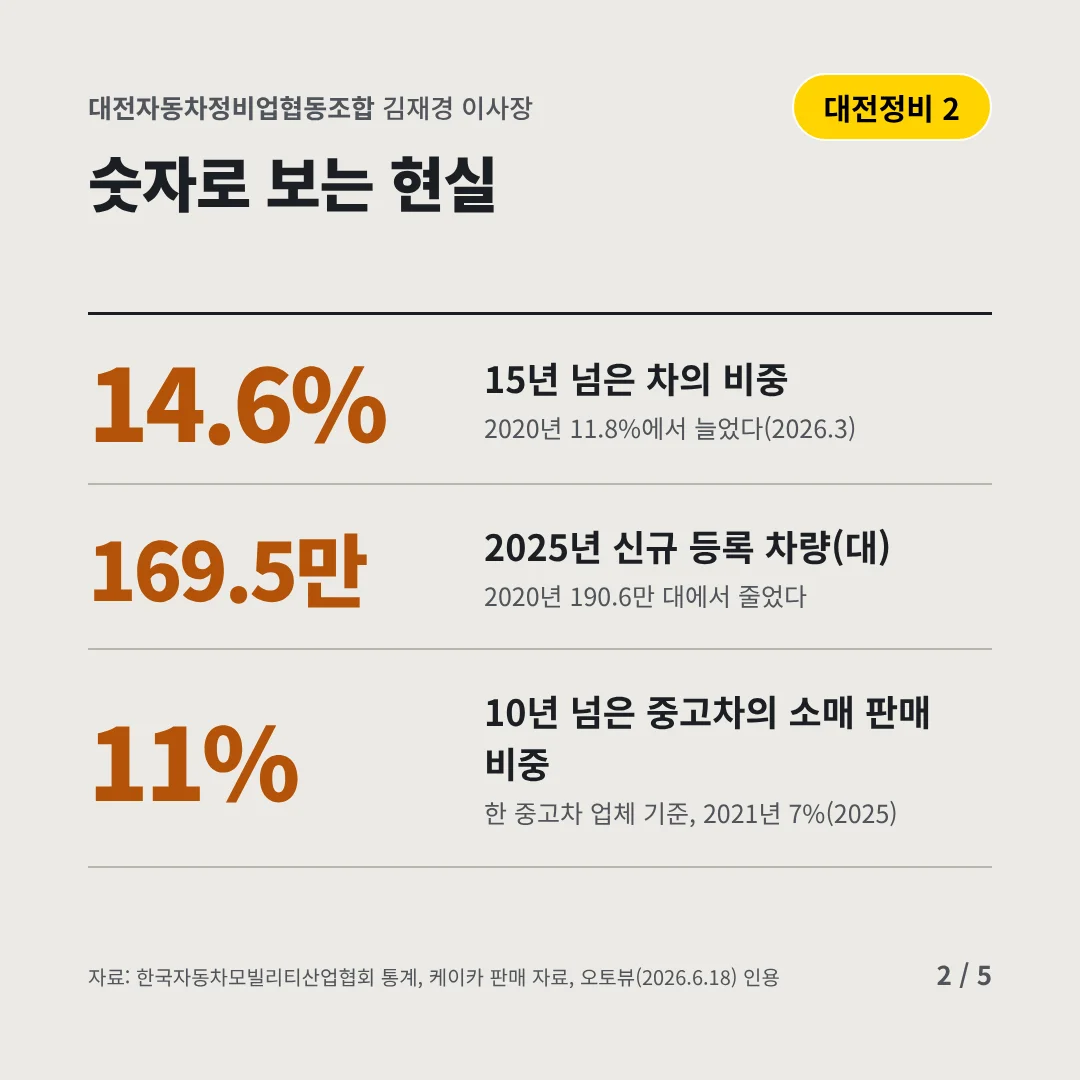 대전자동차정비업협동조합 김재경 이사장
대전정비 2
숫자로 보는 현실
14.6%
15년 넘은 차의 비중
2020년 11.8%에서 늘었다(2026.3)
169.5만
2025년 신규 등록 차량(대)
2020년 190.6만 대에서 줄었다
11%
10년 넘은 중고차의 소매 판매
비중
한 중고차 업체 기준, 2021년 7%(2025)
자료: 한국자동차모빌리티산업협회 통계, 케이카 판매 자료, 오토뷰(2026.6.18) 인용
2 / 5